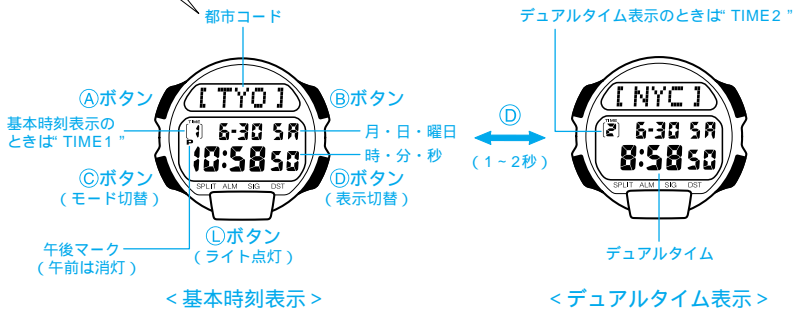 都市コード
デュアルタイム表示のときは“ TIME2 ”
[ TYO ]
[ NYC ]
Ⓐボタン
Ⓑボタン
基本時刻表示の
ときは“ TIME1 ”
TIME
1 6-30 SA
P
10:58 50
SPLIT ALM SIG DST
月・日・曜日
時・分・秒
Ⓓ
( 1 ~ 2秒 )
TIME
2 6-30 SA
8:58 50
SPLIT ALM SIG DST
Ⓒボタン
( モード切替 )
Ⓓボタン
( 表示切替 )
Ⓛボタン
( ライト点灯 )
午後マーク
( 午前は消灯 )
デュアルタイム
< 基本時刻表示 >
< デュアルタイム表示 >